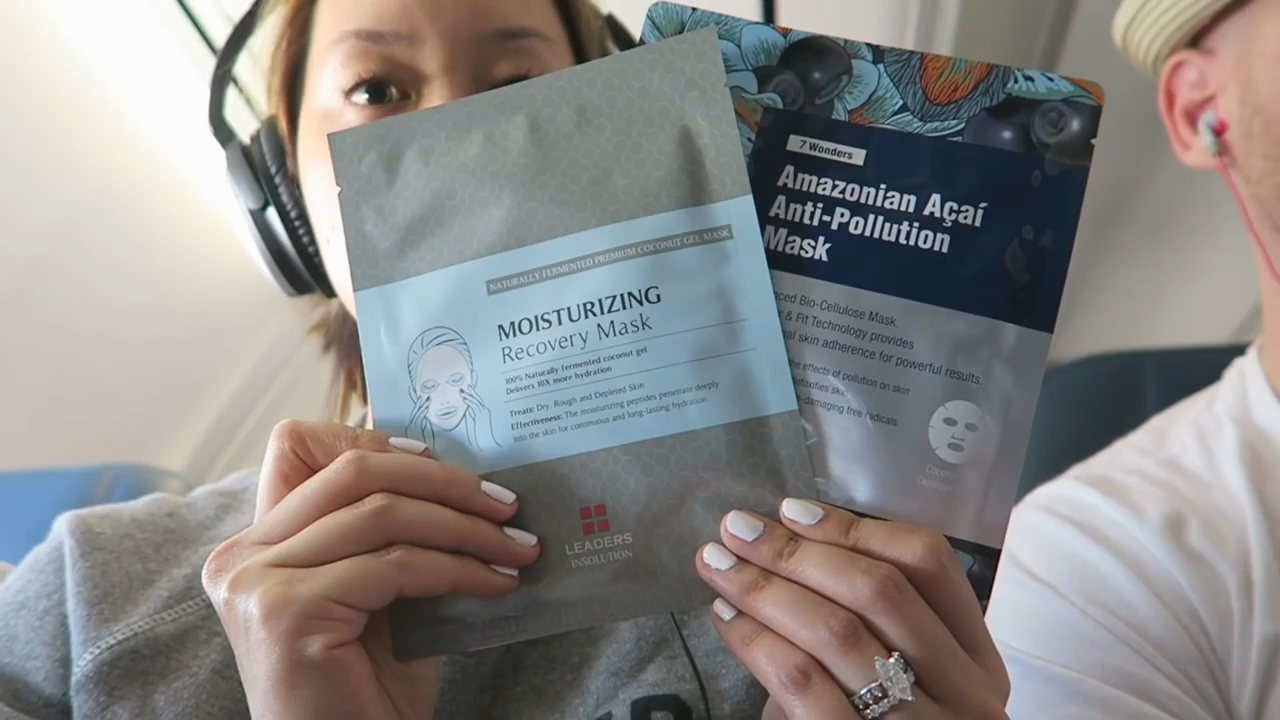 NATURALLY FERMENTED PREMIUM COCONUT GEL MASK
MOISTURIZING
Recovery Mask
100% Naturally fermented coconut gel
Delivers 10X more hydration
Treats: Dry, Rough and Depleted Skin
Effectiveness: The moisturizing peptides penetrate deeply
into the skin for continuous and long-lasting hydration.
LEADERS
INSOLUTION
7 Wonders
Amazonian Açaí
Anti-Pollution
Mask
Bio-Cellulose Mask.
& Fit Technology provides
skin adherence for powerful results.
the effects of pollution on skin
skin
free radicals